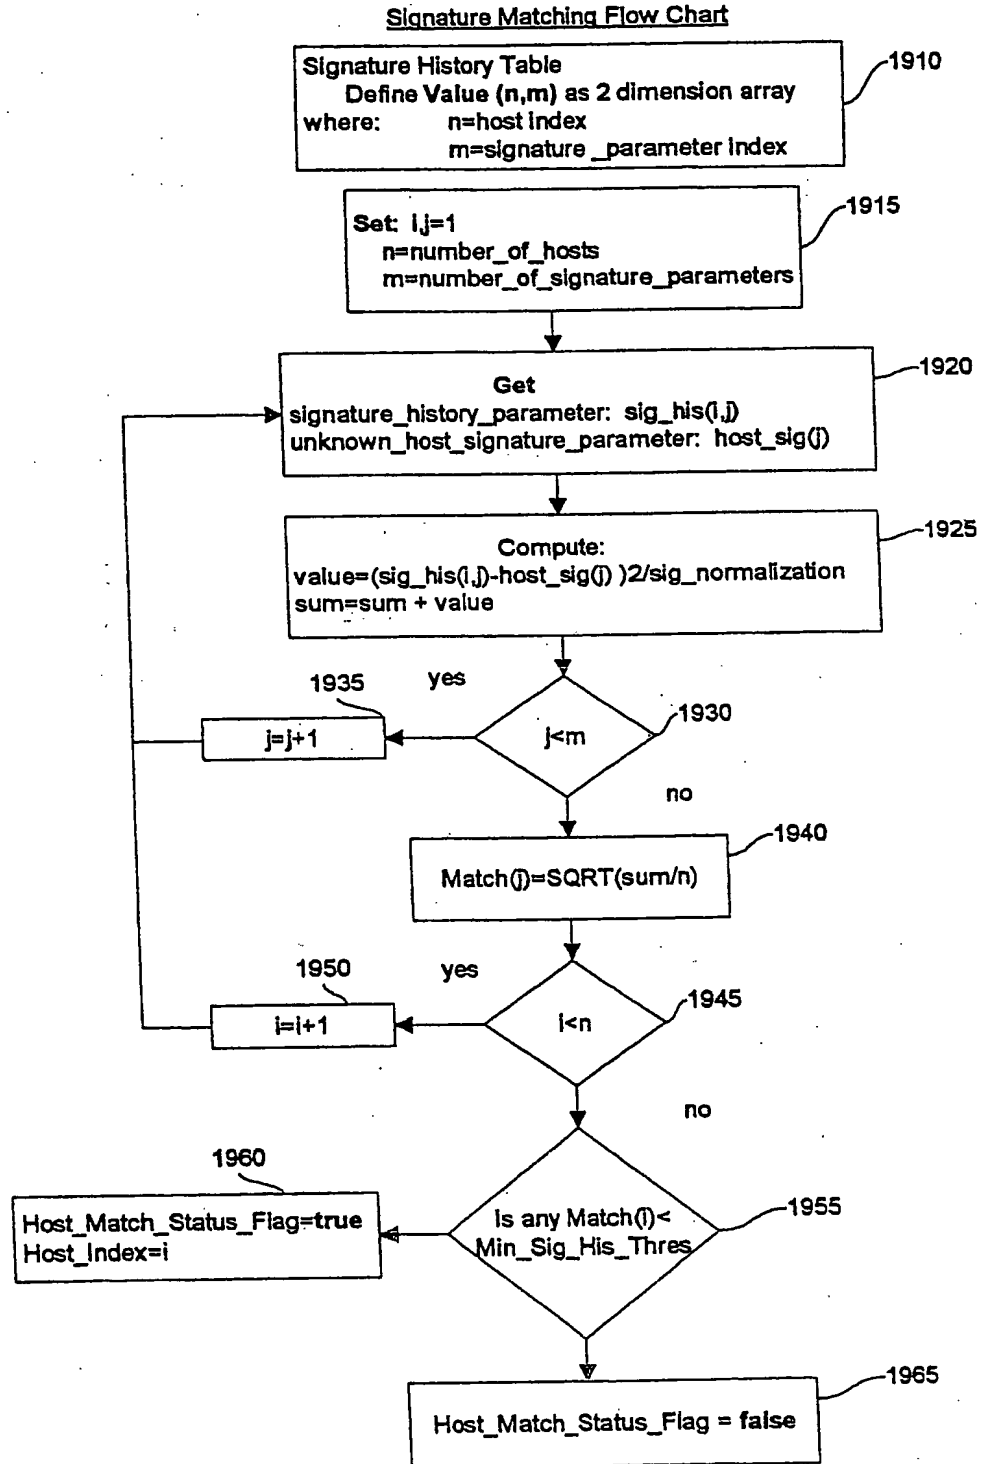 Signature Matching Flow Chart
1910
Signature History Table
Define Value (n,m) as 2 dimension array
where: n=host index
m=signature _parameter index
1915
Set: i,j=1
n=number_of_hosts
m=number_of_signature_parameters
1920
Get
signature_history_parameter: sig_his(i,j)
unknown_host_signature_parameter: host_sig(j)
1925
Compute:
value=(sig_his(i,j)-host_sig(j) )2/sig_normalization
sum=sum + value
1935
yes
1930
j=j+1
j<m
no
1940
Match(j)=SQRT(sum/n)
1950
yes
1945
i=i+1
i<n
no
1960
1955
Host_Match_Status_Flag=true
Host_Index=i
Is any Match(i)<
Min_Sig_His_Thres
1965
Host_Match_Status_Flag = false